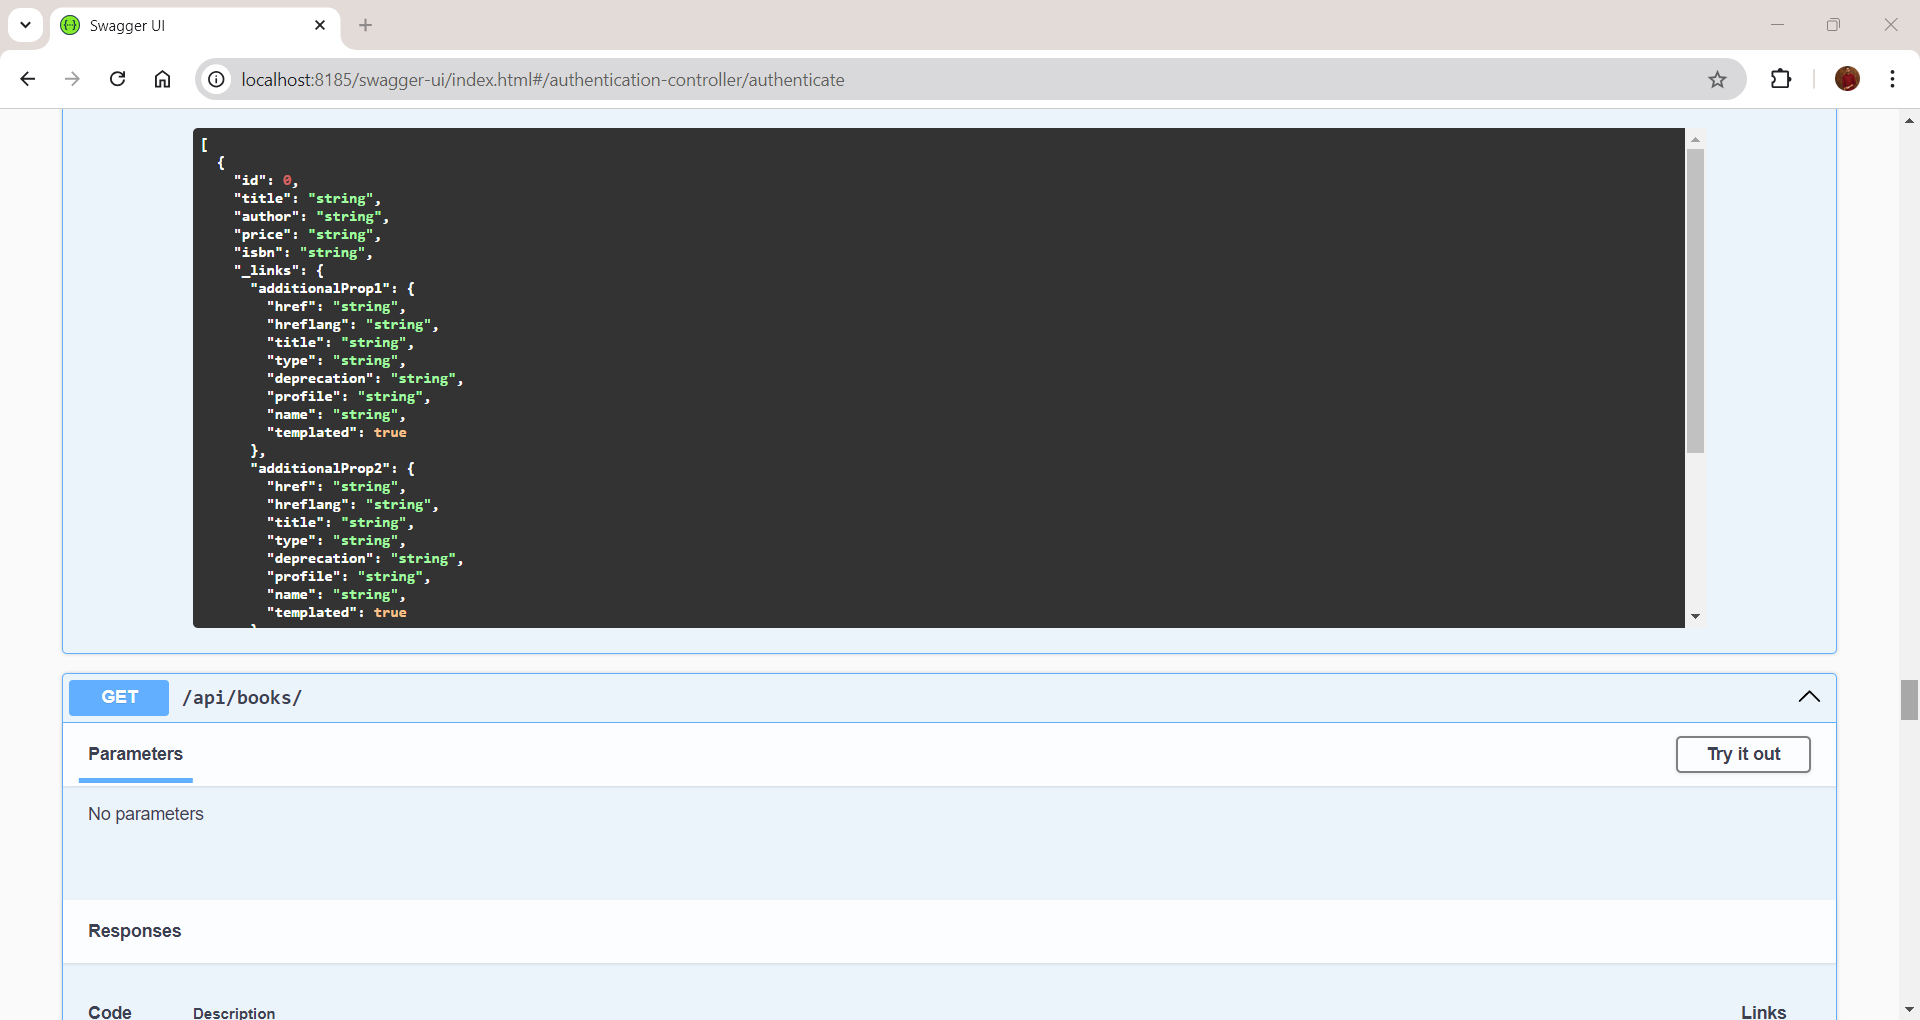 Swagger UI
localhost:8185/swagger-ui/index.html#/authentication-controller/authenticate
[
  {
    "id": 0,
    "title": "string",
    "author": "string",
    "price": "string",
    "isbn": "string",
    "_links": {
      "additionalProp1": {
        "href": "string",
        "hreflang": "string",
        "title": "string",
        "type": "string",
        "deprecation": "string",
        "profile": "string",
        "name": "string",
        "templated": true
      },
      "additionalProp2": {
        "href": "string",
        "hreflang": "string",
        "title": "string",
        "type": "string",
        "deprecation": "string",
        "profile": "string",
        "name": "string",
        "templated": true
GET /api/books/
Parameters Try it out
No parameters
Responses
Code Description Links